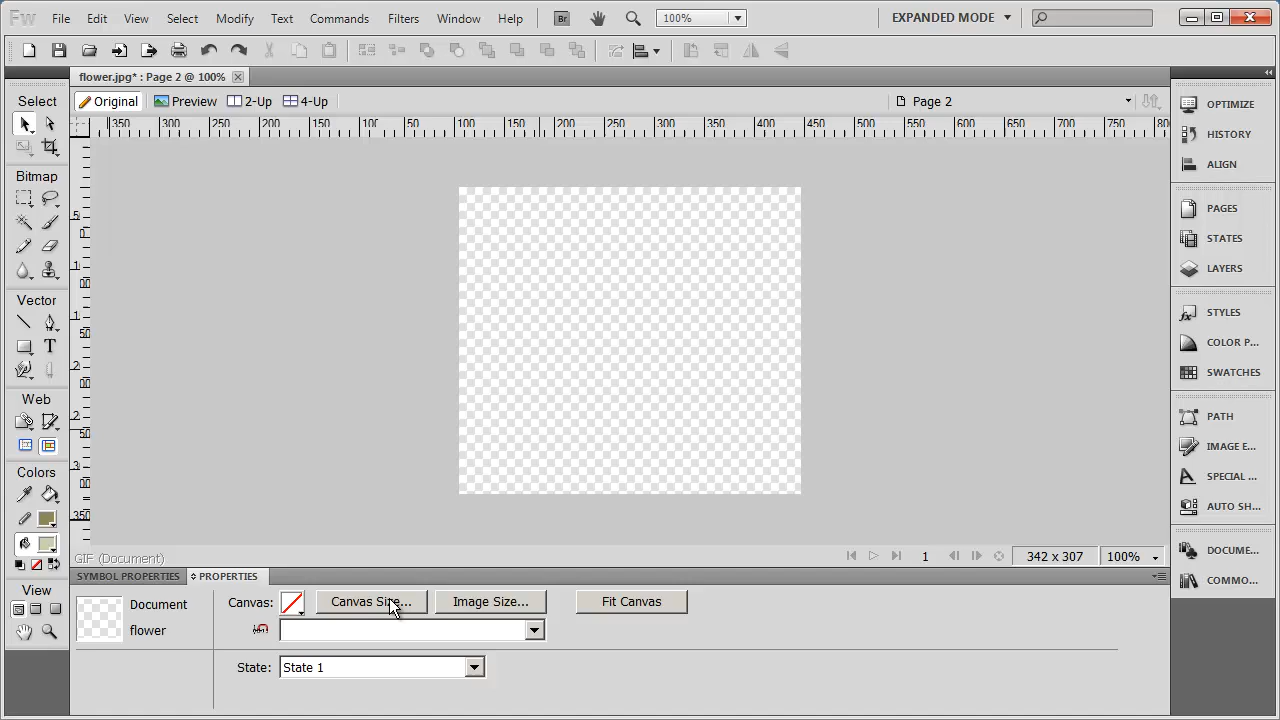 Fw File Edit View Select Modify Text Commands Filters Window Help Br 100% EXPANDED MODE
flower.jpg* : Page 2 @ 100%
Original Preview 2-Up 4-Up Page 2
350 300 250 200 150 100 50 100 150 200 250 300 350 400 450 500 550 600 650 700 750 800
Select
Bitmap
Vector
T
Web
Colors
View
OPTIMIZE
HISTORY
ALIGN
PAGES
STATES
LAYERS
STYLES
COLOR P...
SWATCHES
PATH
IMAGE E...
SPECIAL ...
AUTO SH...
DOCUME...
COMMO...
GIF (Document) 1 342 x 307 100%
SYMBOL PROPERTIES PROPERTIES
Document Canvas: Canvas Size... Image Size... Fit Canvas
flower
State: State 1